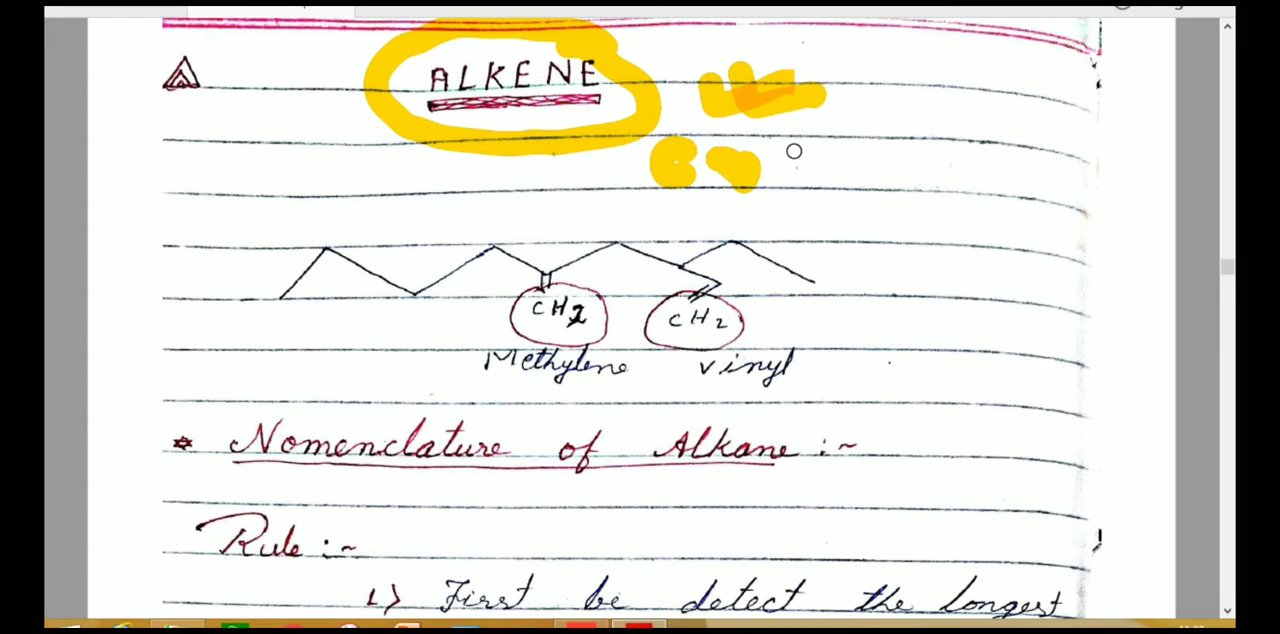 ALKENE
CH2 CH2
Methylene vinyl
* Nomenclature of Alkane :~
Rule :~
1) First be detect the longest